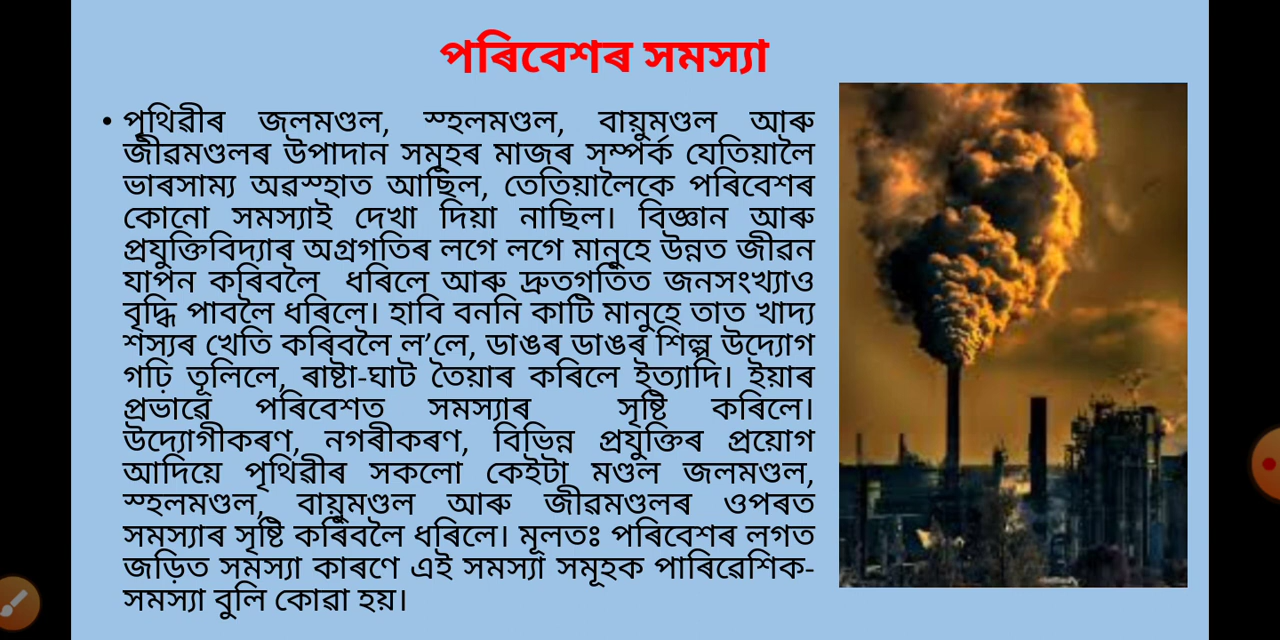 পৰিবেশৰ সমস্যা
• পৃথিৱীৰ জলমণ্ডল, স্হলমণ্ডল, বায়ুমণ্ডল আৰু
জীৱমণ্ডলৰ উপাদান সমূহৰ মাজৰ সম্পৰ্ক যেতিয়ালৈ
ভাৰসাম্য অৱস্হাত আছিল, তেতিয়ালৈকে পৰিবেশৰ
কোনো সমস্যাই দেখা দিয়া নাছিল। বিজ্ঞান আৰু
প্ৰযুক্তিবিদ্যাৰ অগ্ৰগতিৰ লগে লগে মানুহে উন্নত জীৱন
যাপন কৰিবলৈ ধৰিলে আৰু দ্ৰুতগতিত জনসংখ্যাও
বৃদ্ধি পাবলৈ ধৰিলে। হাবি বননি কাটি মানুহে তাত খাদ্য
শস্যৰ খেতি কৰিবলৈ ল’লে, ডাঙৰ ডাঙৰ শিল্প উদ্যোগ
গঢ়ি তূলিলে, ৰাষ্টা-ঘাট তৈয়াৰ কৰিলে ইত্যাদি। ইয়াৰ
প্ৰভাৱে পৰিবেশত সমস্যাৰ সৃষ্টি কৰিলে।
উদ্যোগীকৰণ, নগৰীকৰণ, বিভিন্ন প্ৰযুক্তিৰ প্ৰয়োগ
আদিয়ে পৃথিৱীৰ সকলো কেইটা মণ্ডল জলমণ্ডল,
স্হলমণ্ডল, বায়ুমণ্ডল আৰু জীৱমণ্ডলৰ ওপৰত
সমস্যাৰ সৃষ্টি কৰিবলৈ ধৰিলে। মূলতঃ পৰিবেশৰ লগত
জড়িত সমস্যা কাৰণে এই সমস্যা সমূহক পাৰিৱেশিক-
সমস্যা বুলি কোৱা হয়।